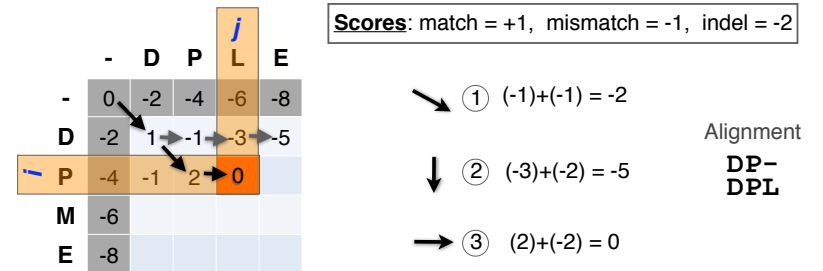 j
- D P L E
- 0 -2 -4 -6 -8
D -2 1 -1 -3 -5
i P -4 -1 2 0
M -6
E -8
Scores: match = +1, mismatch = -1, indel = -2
1 (-1)+(-1) = -2
2 (-3)+(-2) = -5
3 (2)+(-2) = 0
Alignment
DP-
DPL